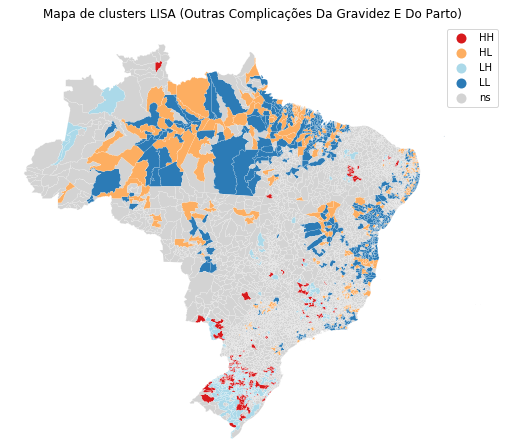 Mapa de clusters LISA (Outras Complicações Da Gravidez E Do Parto)
HH
HL
LH
LL
ns